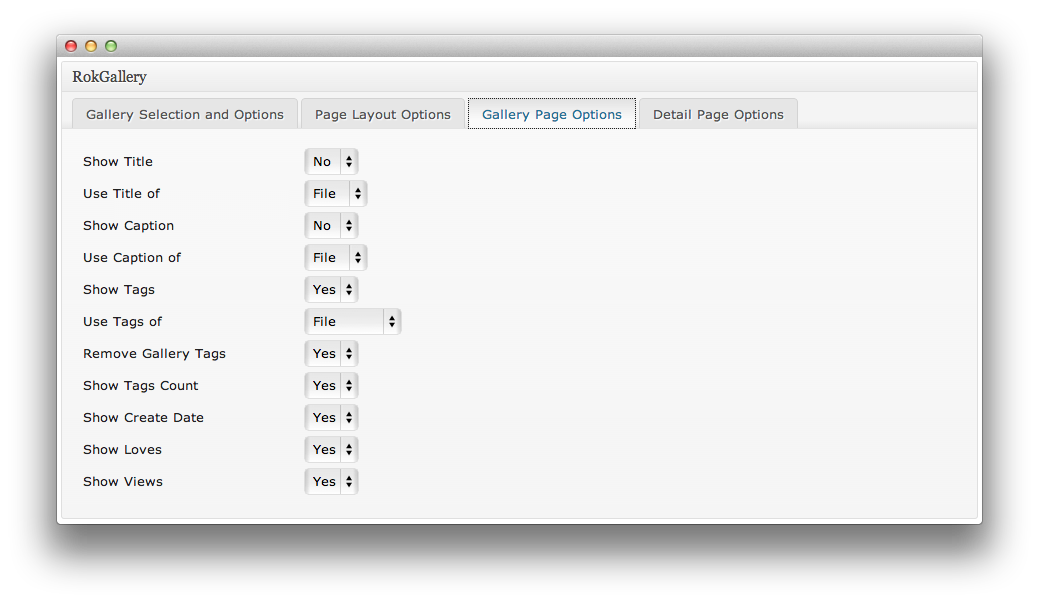 RokGallery
Gallery Selection and Options Page Layout Options Gallery Page Options Detail Page Options
Show Title No
Use Title of File
Show Caption No
Use Caption of File
Show Tags Yes
Use Tags of File
Remove Gallery Tags Yes
Show Tags Count Yes
Show Create Date Yes
Show Loves Yes
Show Views Yes